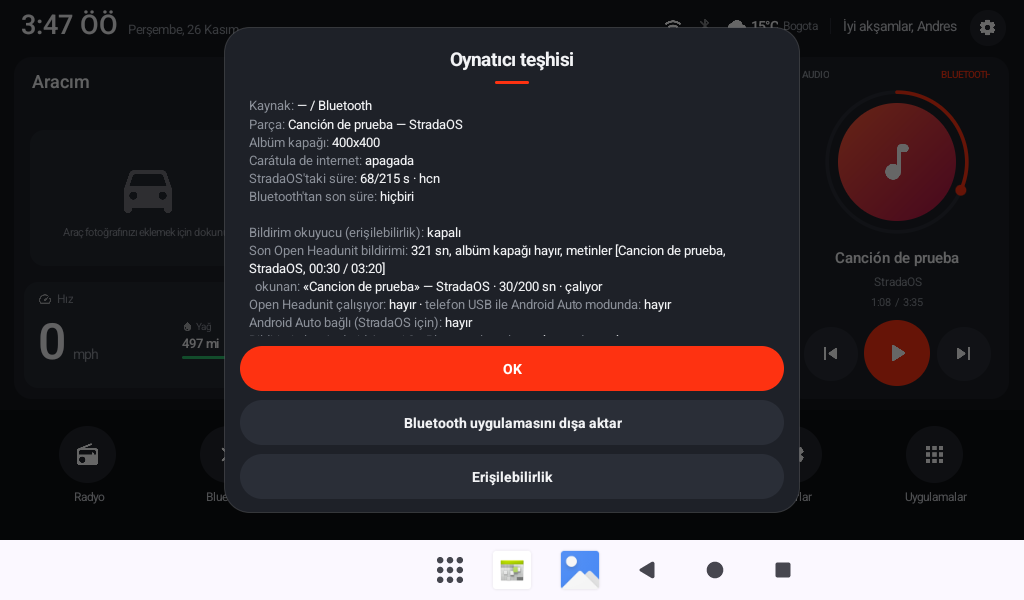 3:47 ÖÖ
Perşembe, 26 Kasım
15°C Bogota
İyi akşamlar, Andres
Aracım
Araç fotoğrafınızı eklemek için dokun
Hız
0 mph
Yağ
497 mi
Oynatıcı teşhisi
Kaynak: — / Bluetooth
Parça: Canción de prueba — StradaOS
Albüm kapağı: 400x400
Carátula de internet: apagada
StradaOS'taki süre: 68/215 s · hcn
Bluetooth'tan son süre: hiçbiri
Bildirim okuyucu (erişilebilirlik): kapalı
Son Open Headunit bildirimi: 321 sn, albüm kapağı hayır, metinler [Cancion de prueba,
StradaOS, 00:30 / 03:20]
okunan: «Cancion de prueba» — StradaOS · 30/200 sn · çalıyor
Open Headunit çalışıyor: hayır · telefon USB ile Android Auto modunda: hayır
Android Auto bağlı (StradaOS için): hayır
OK
Bluetooth uygulamasını dışa aktar
Erişilebilirlik
AUDIO
BLUETOOTH
Canción de prueba
StradaOS
1:08 / 3:35
Radyo
Uygulamalar